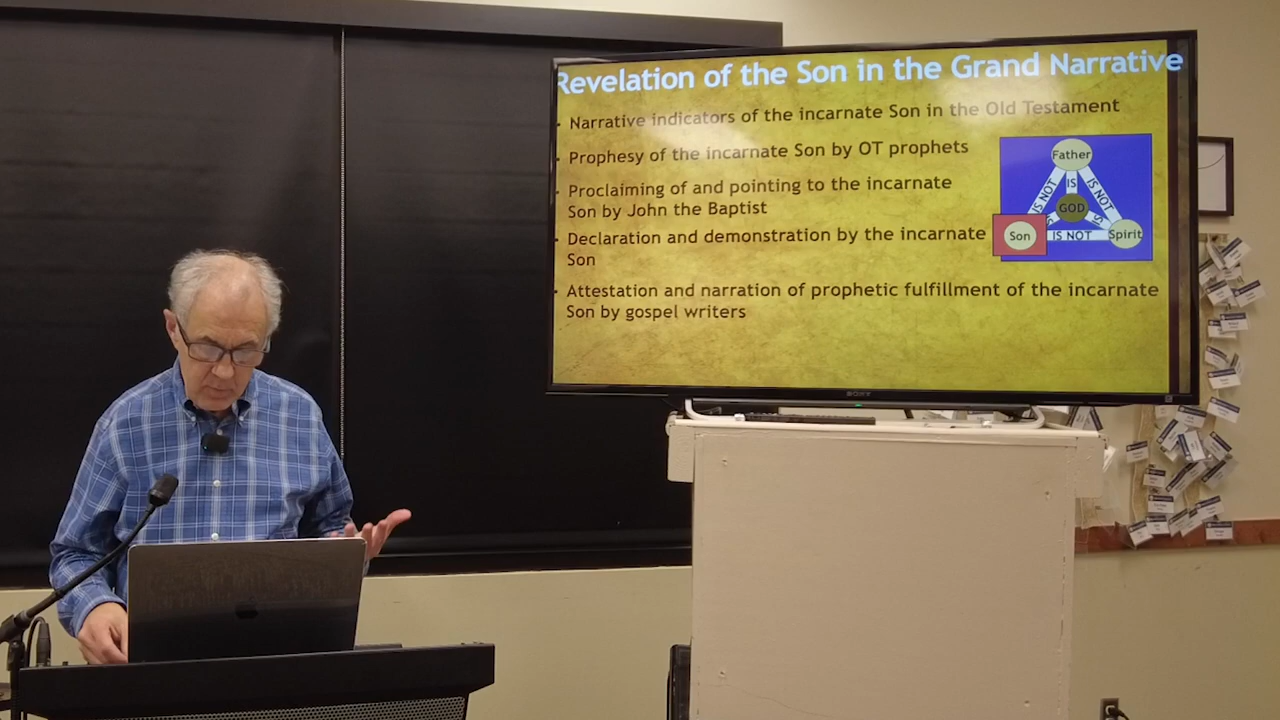 Revelation of the Son in the Grand Narrative
Narrative indicators of the incarnate Son in the Old Testament
Prophesy of the incarnate Son by OT prophets
Proclaiming of and pointing to the incarnate
Son by John the Baptist
Declaration and demonstration by the incarnate
Son
Attestation and narration of prophetic fulfillment of the incarnate
Son by gospel writers
Father
IS NOT
IS
IS NOT
GOD
IS
IS
Son
IS NOT
Spirit
SONY